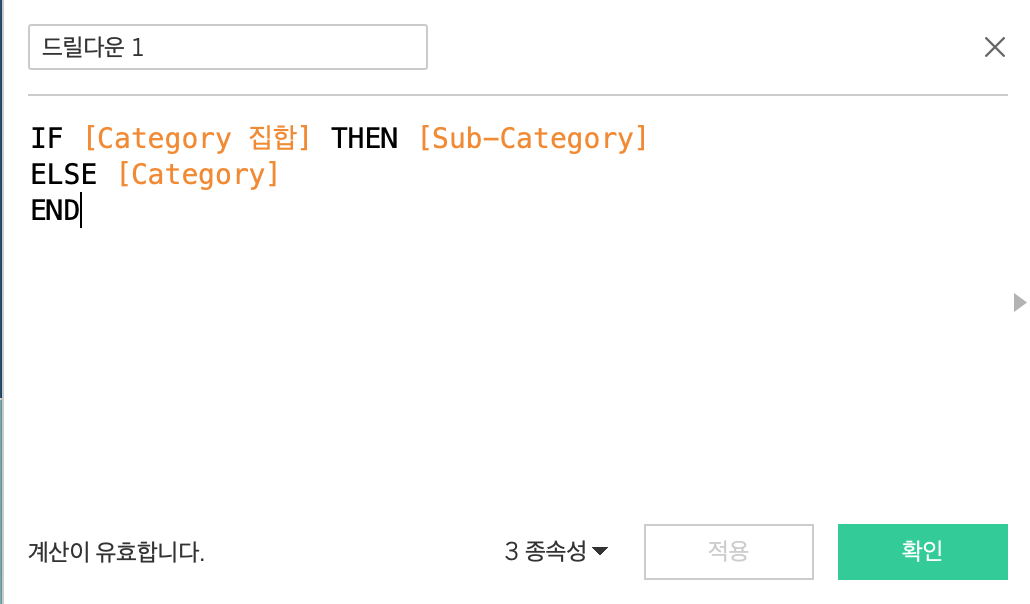 드릴다운 1
IF [Category 집합] THEN [Sub-Category]
ELSE [Category]
END
계산이 유효합니다.
3 종속성
적용
확인